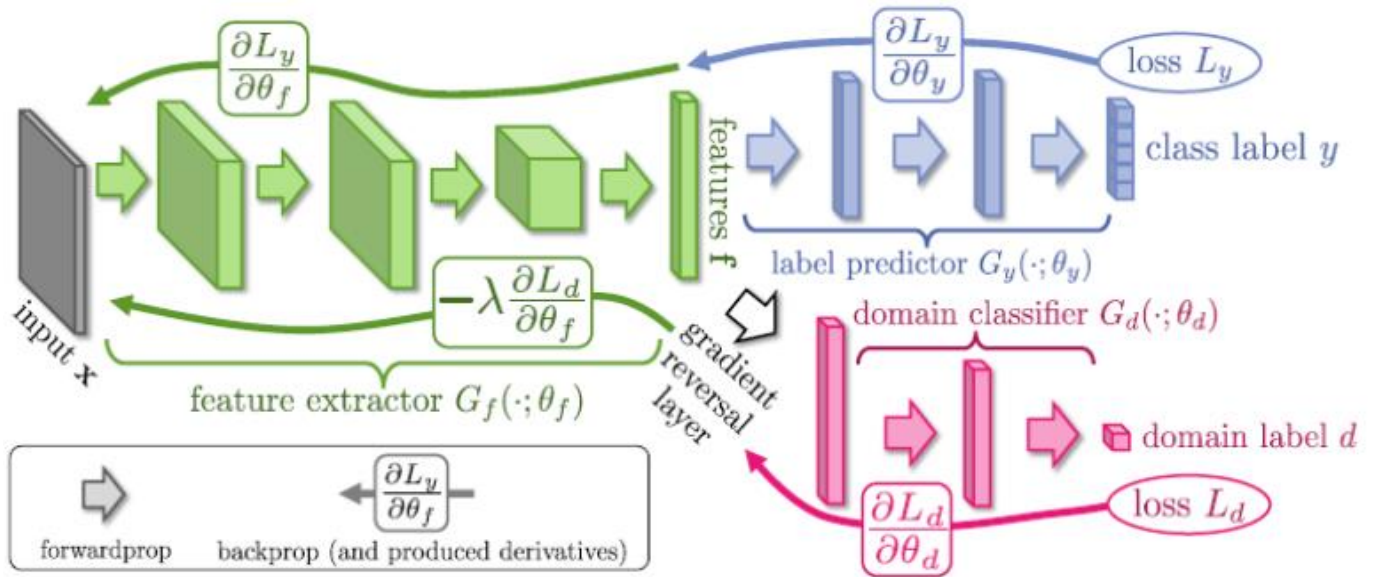 ∂L_y/∂θ_f
∂L_y/∂θ_y
loss L_y
features f
class label y
label predictor G_y(·; θ_y)
input x
−λ ∂L_d/∂θ_f
feature extractor G_f(·; θ_f)
gradient
reversal
layer
domain classifier G_d(·; θ_d)
domain label d
∂L_d/∂θ_d
loss L_d
∂L_y/∂θ_f
forwardprop
backprop (and produced derivatives)